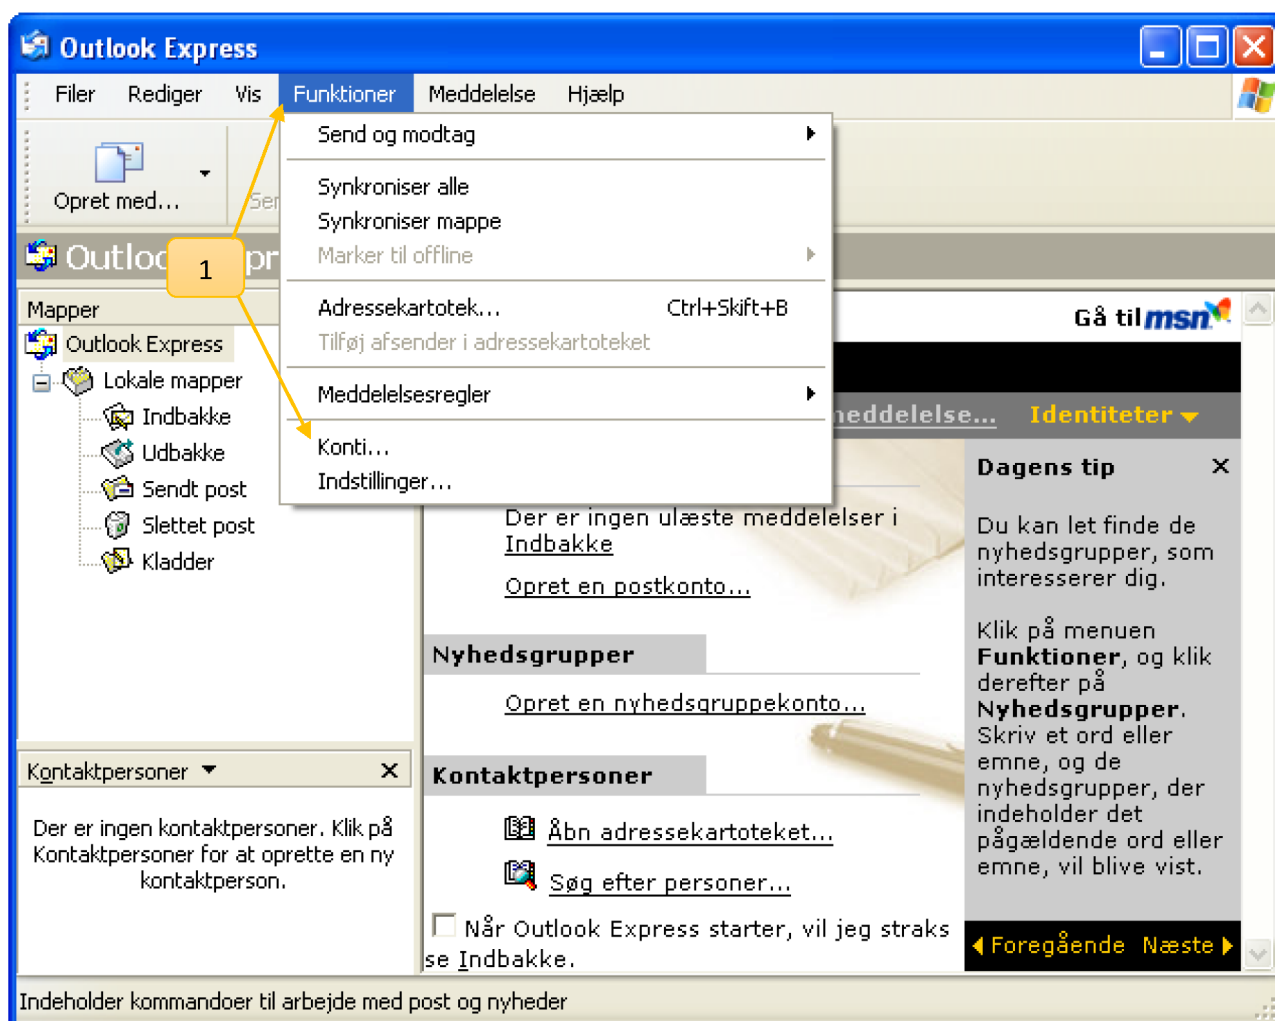 Outlook Express
Filer Rediger Vis Funktioner Meddelelse Hjælp
Send og modtag
Opret med...
Synkroniser alle
Synkroniser mappe
Marker til offline
1
Adressekartotek... Ctrl+Skift+B
Tilføj afsender i adressekartoteket
Meddelelsesregler
Konti...
Indstillinger...
Mapper
Outlook Express
Lokale mapper
Indbakke
Udbakke
Sendt post
Slettet post
Kladder
Gå til msn
Identiteter
Der er ingen ulæste meddelelser i
Indbakke
Opret en postkonto...
Nyhedsgrupper
Opret en nyhedsgruppekonto...
Kontaktpersoner
Åbn adressekartoteket...
Søg efter personer...
Når Outlook Express starter, vil jeg straks
se Indbakke.
Dagens tip
Du kan let finde de
nyhedsgrupper, som
interesserer dig.
Klik på menuen
Funktioner, og klik
derefter på
Nyhedsgrupper.
Skriv et ord eller
emne, og de
nyhedsgrupper, der
indeholder det
pågældende ord eller
emne, vil blive vist.
Foregående Næste
Kontaktpersoner
Der er ingen kontaktpersoner. Klik på
Kontaktpersoner for at oprette en ny
kontaktperson.
Indeholder kommandoer til arbejde med post og nyheder